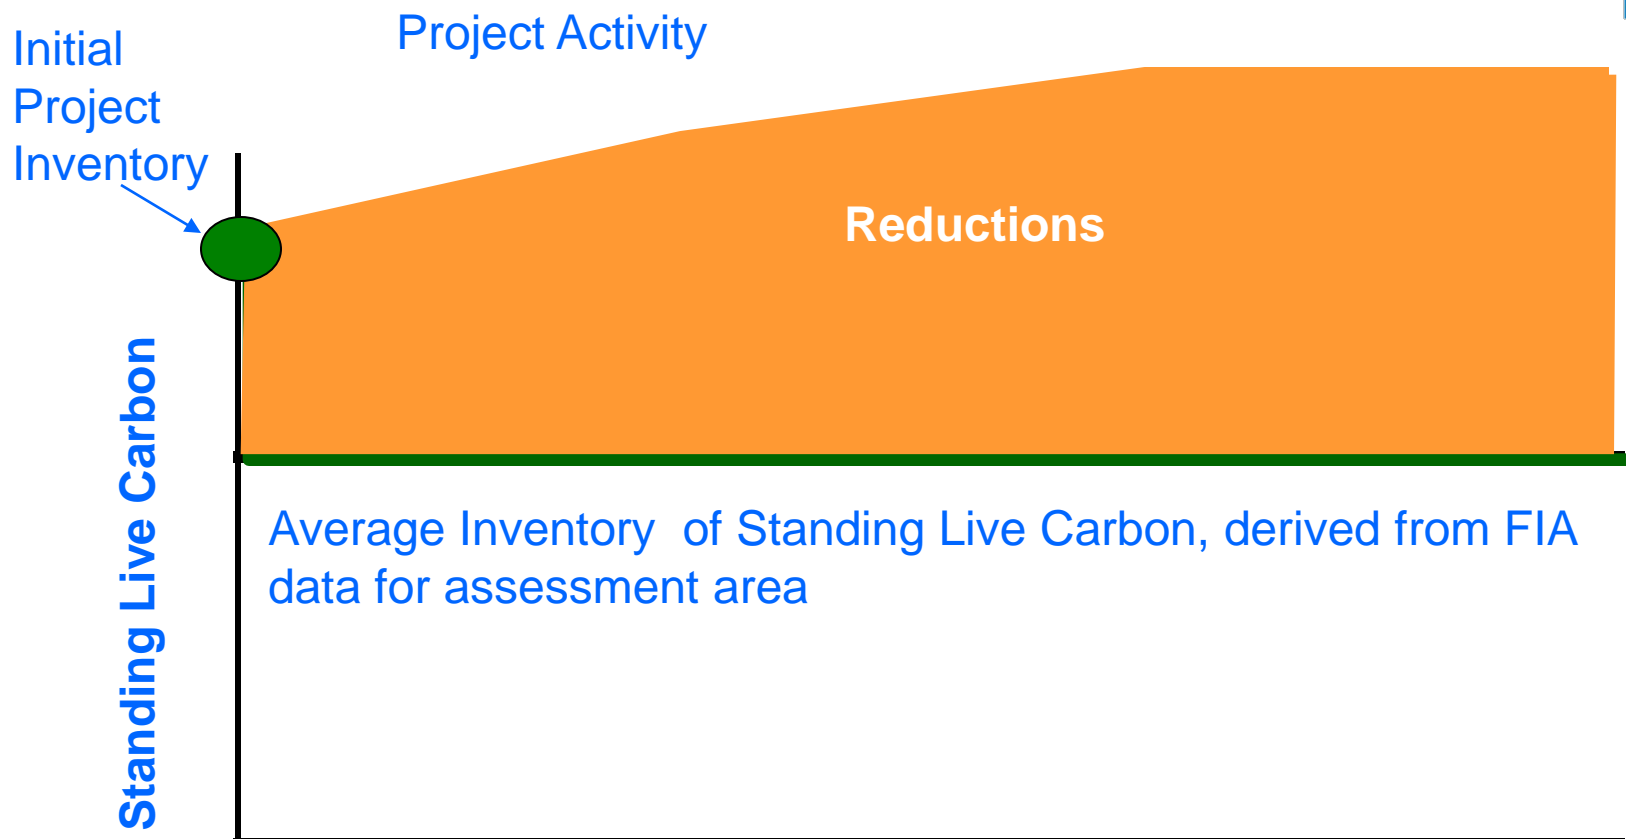 Project Activity
Initial
Project
Inventory
Reductions
Standing Live Carbon
Average Inventory  of Standing Live Carbon, derived from FIA
data for assessment area